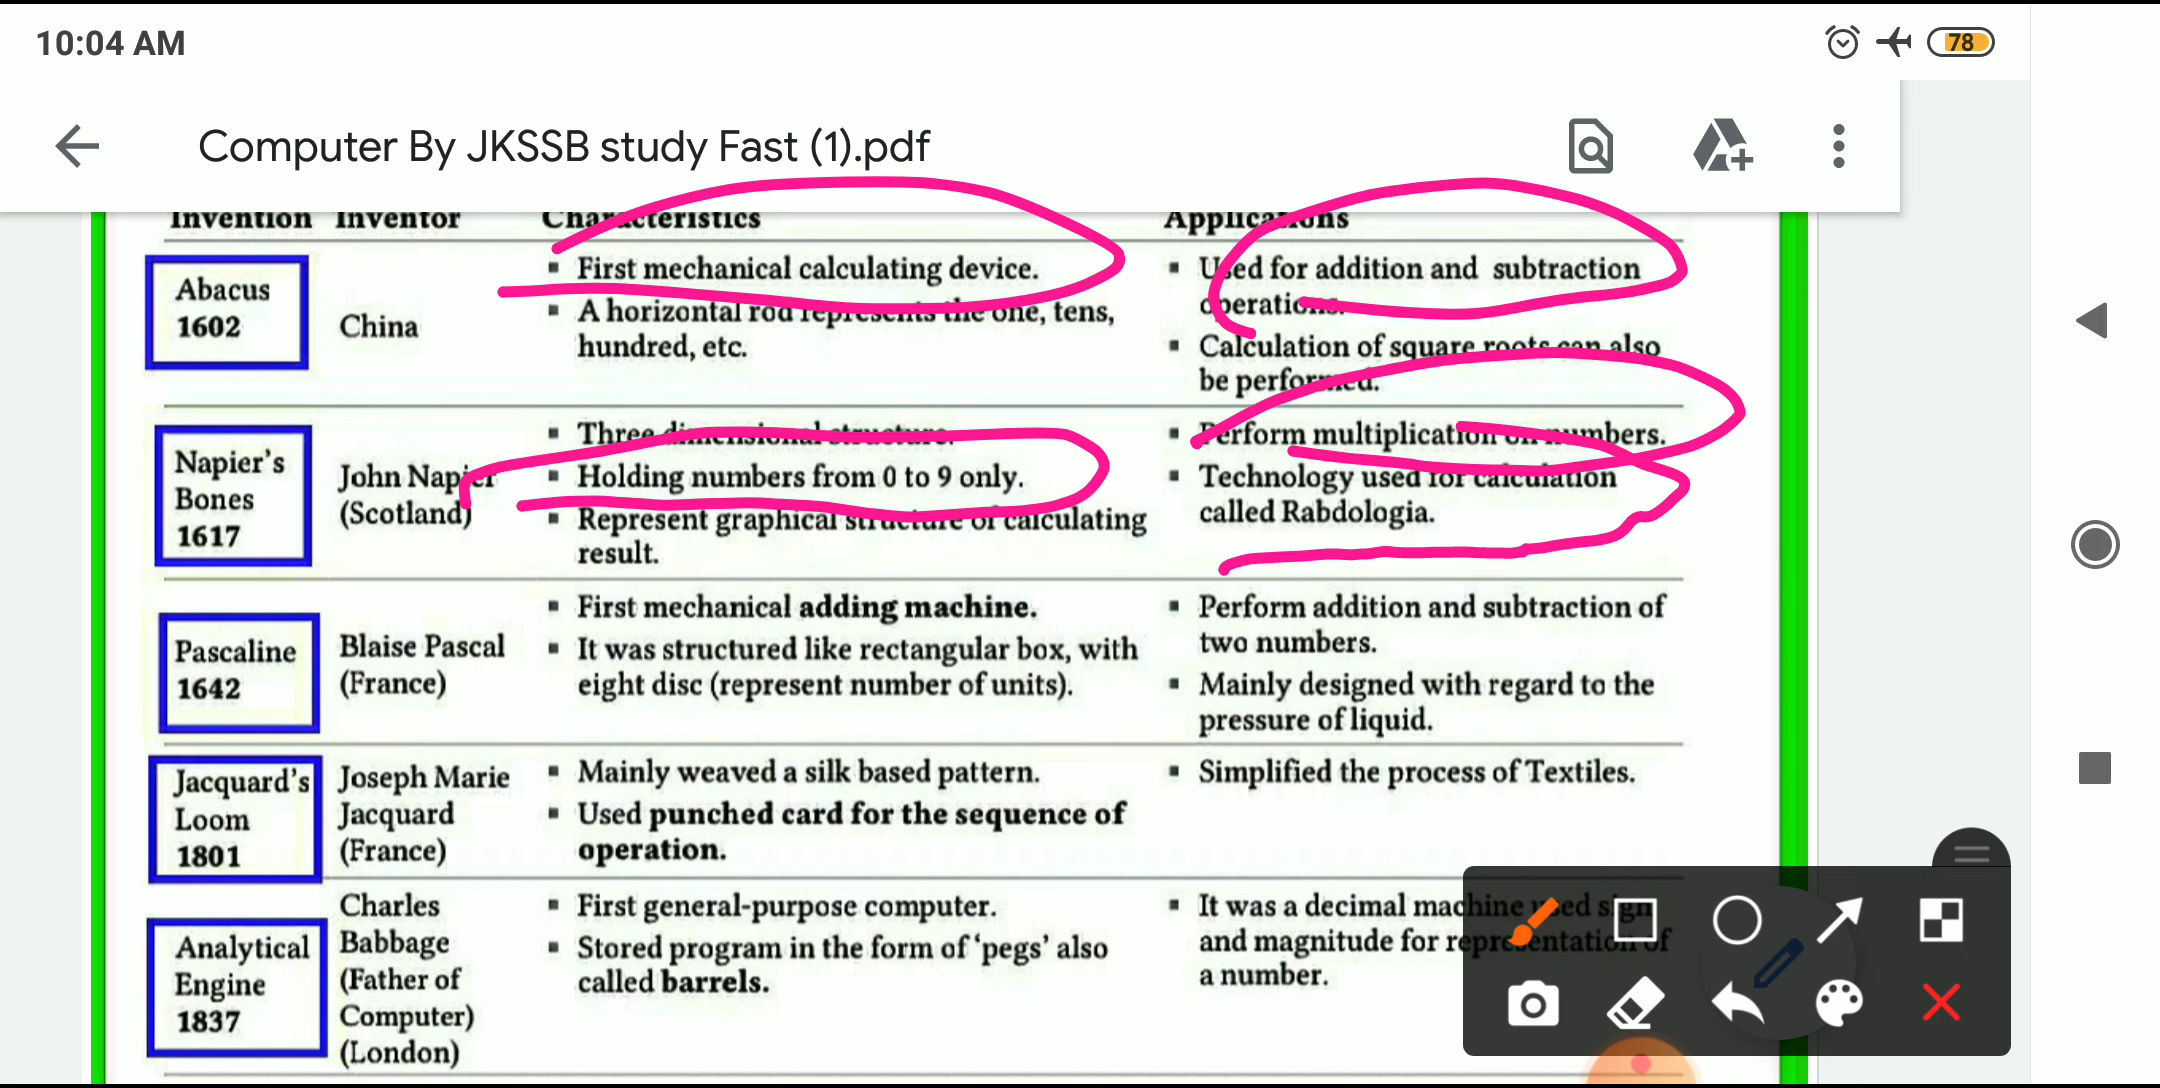 10:04 AM
78
Computer By JKSSB study Fast (1).pdf
Invention Inventor Characteristics Applications
Abacus
1602
China
▪ First mechanical calculating device.
▪ A horizontal rod represents the one, tens,
hundred, etc.
▪ Used for addition and subtraction
operations.
▪ Calculation of square roots can also
be performed.
Napier's
Bones
1617
John Napier
(Scotland)
▪ Three dimensional structure.
▪ Holding numbers from 0 to 9 only.
▪ Represent graphical structure of calculating
result.
▪ Perform multiplication on numbers.
▪ Technology used for calculation
called Rabdologia.
Pascaline
1642
Blaise Pascal
(France)
▪ First mechanical adding machine.
▪ It was structured like rectangular box, with
eight disc (represent number of units).
▪ Perform addition and subtraction of
two numbers.
▪ Mainly designed with regard to the
pressure of liquid.
Jacquard's
Loom
1801
Joseph Marie
Jacquard
(France)
▪ Mainly weaved a silk based pattern.
▪ Used punched card for the sequence of
operation.
▪ Simplified the process of Textiles.
Analytical
Engine
1837
Charles
Babbage
(Father of
Computer)
(London)
▪ First general-purpose computer.
▪ Stored program in the form of 'pegs' also
called barrels.
▪ It was a decimal machine used sign
and magnitude for representation of
a number.